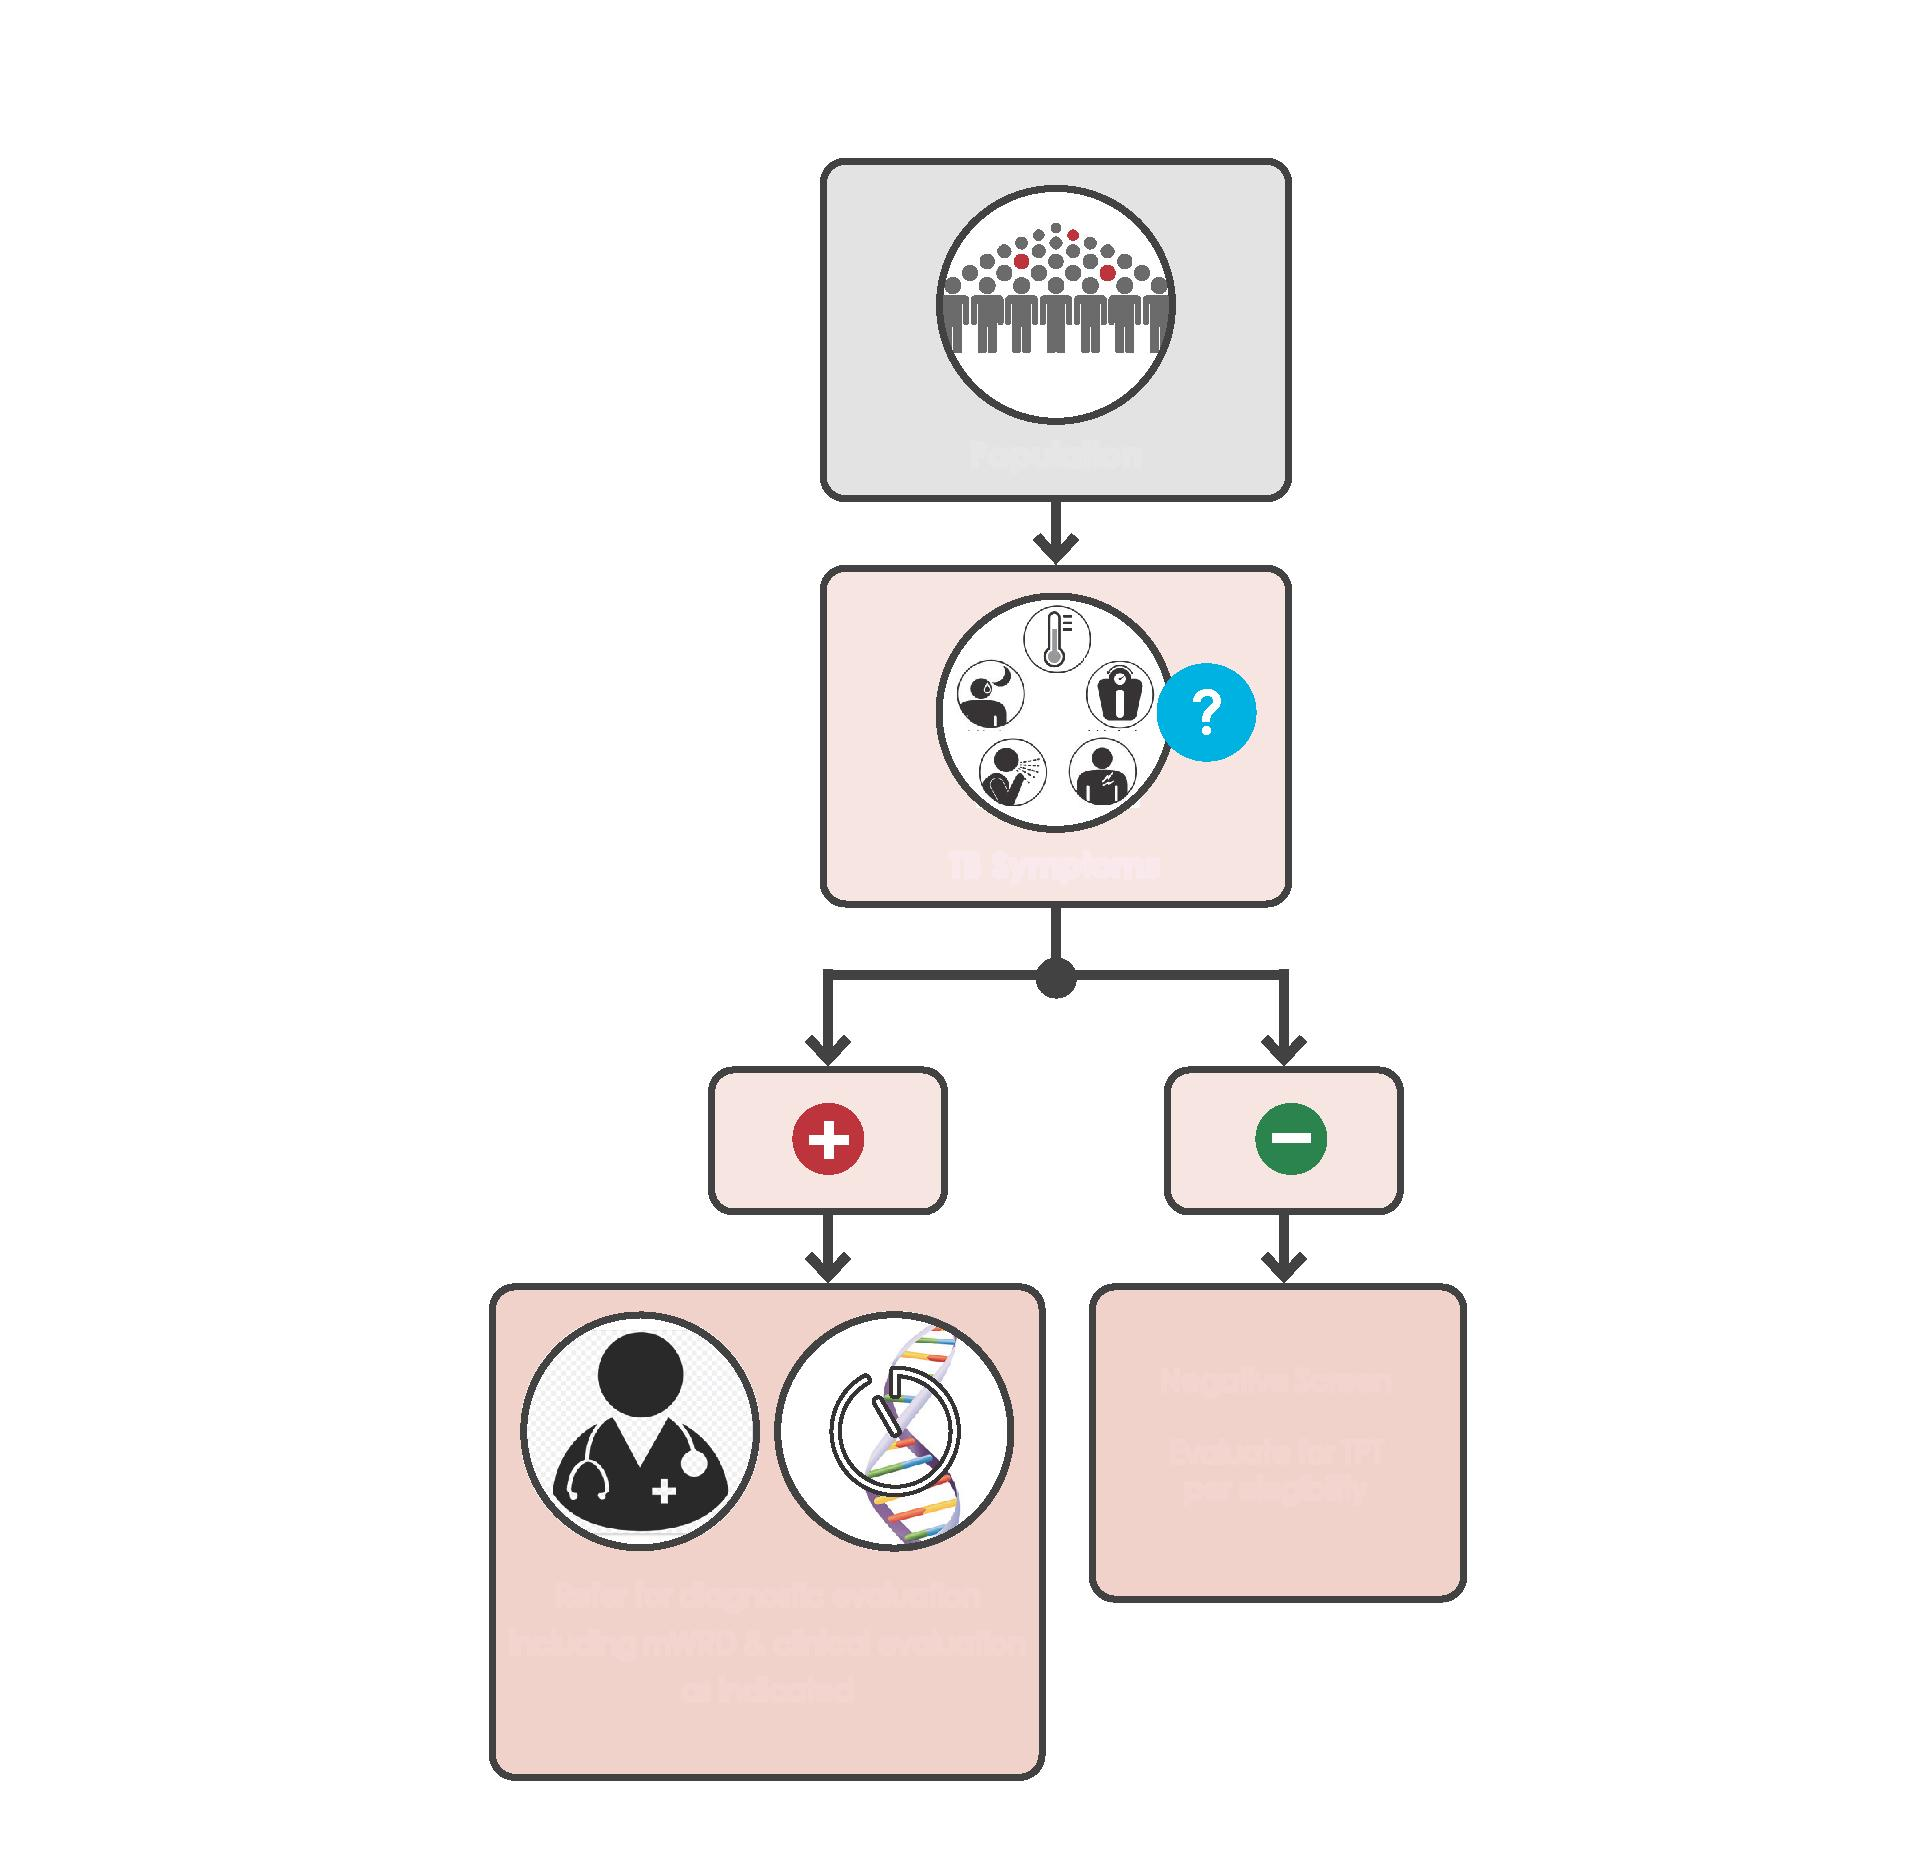 Population
TB Symptoms
?
Refer for diagnostic evaluation
including mWRD & clinical evaluation
as indicated
Negative Screen
Evaluate for TPT
per eligibility